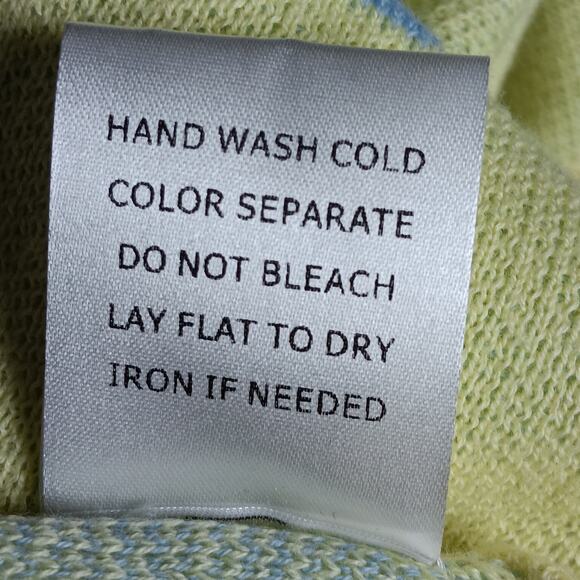 HAND WASH COLD
COLOR SEPARATE
DO NOT BLEACH
LAY FLAT TO DRY
IRON IF NEEDED